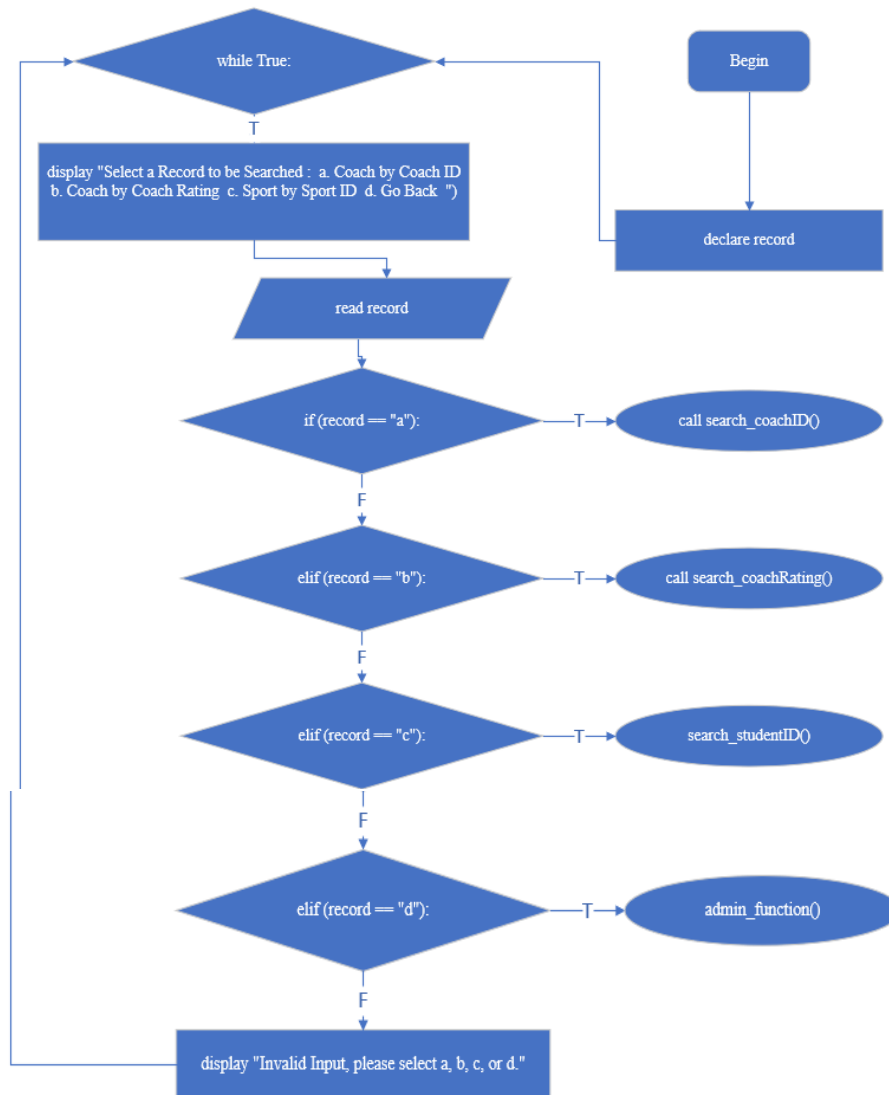 Begin
declare record
while True:
T
display "Select a Record to be Searched :  a. Coach by Coach ID
b. Coach by Coach Rating  c. Sport by Sport ID  d. Go Back  ")
read record
if (record == "a"):
T
call search_coachID()
F
elif (record == "b"):
T
call search_coachRating()
F
elif (record == "c"):
T
search_studentID()
F
elif (record == "d"):
T
admin_function()
F
display "Invalid Input, please select a, b, c, or d."